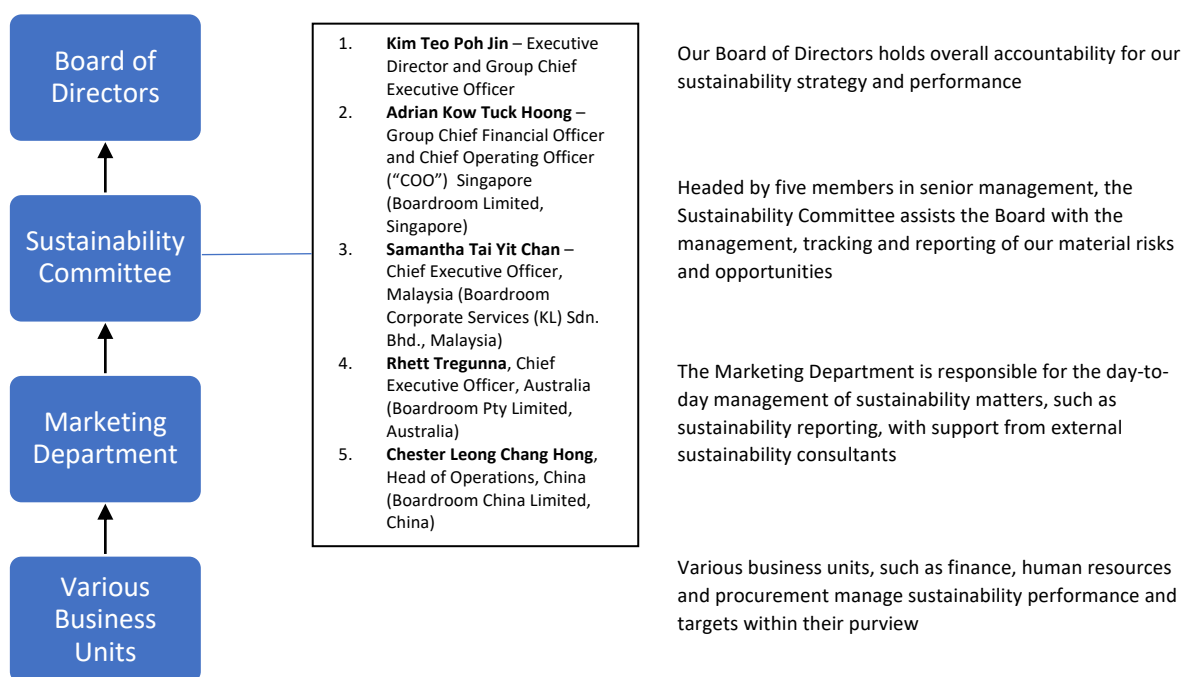 Board of
Directors
Sustainability
Committee
Marketing
Department
Various
Business
Units
1. Kim Teo Poh Jin – Executive
Director and Group Chief
Executive Officer
2. Adrian Kow Tuck Hoong –
Group Chief Financial Officer
and Chief Operating Officer
(“COO”) Singapore
(Boardroom Limited,
Singapore)
3. Samantha Tai Yit Chan –
Chief Executive Officer,
Malaysia (Boardroom
Corporate Services (KL) Sdn.
Bhd., Malaysia)
4. Rhett Tregunna, Chief
Executive Officer, Australia
(Boardroom Pty Limited,
Australia)
5. Chester Leong Chang Hong,
Head of Operations, China
(Boardroom China Limited,
China)
Our Board of Directors holds overall accountability for our
sustainability strategy and performance
Headed by five members in senior management, the
Sustainability Committee assists the Board with the
management, tracking and reporting of our material risks
and opportunities
The Marketing Department is responsible for the day-to-
day management of sustainability matters, such as
sustainability reporting, with support from external
sustainability consultants
Various business units, such as finance, human resources
and procurement manage sustainability performance and
targets within their purview